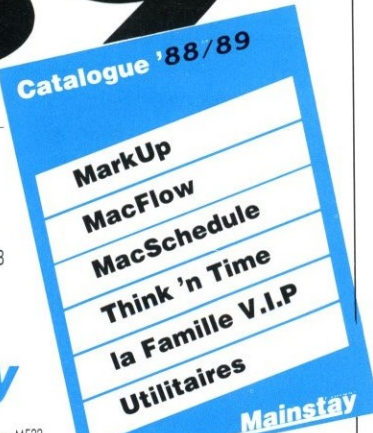 Catalogue '88/89
MarkUp
MacFlow
MacSchedule
Think 'n Time
la Famille V.I.P
Utilitaires
Mainstay